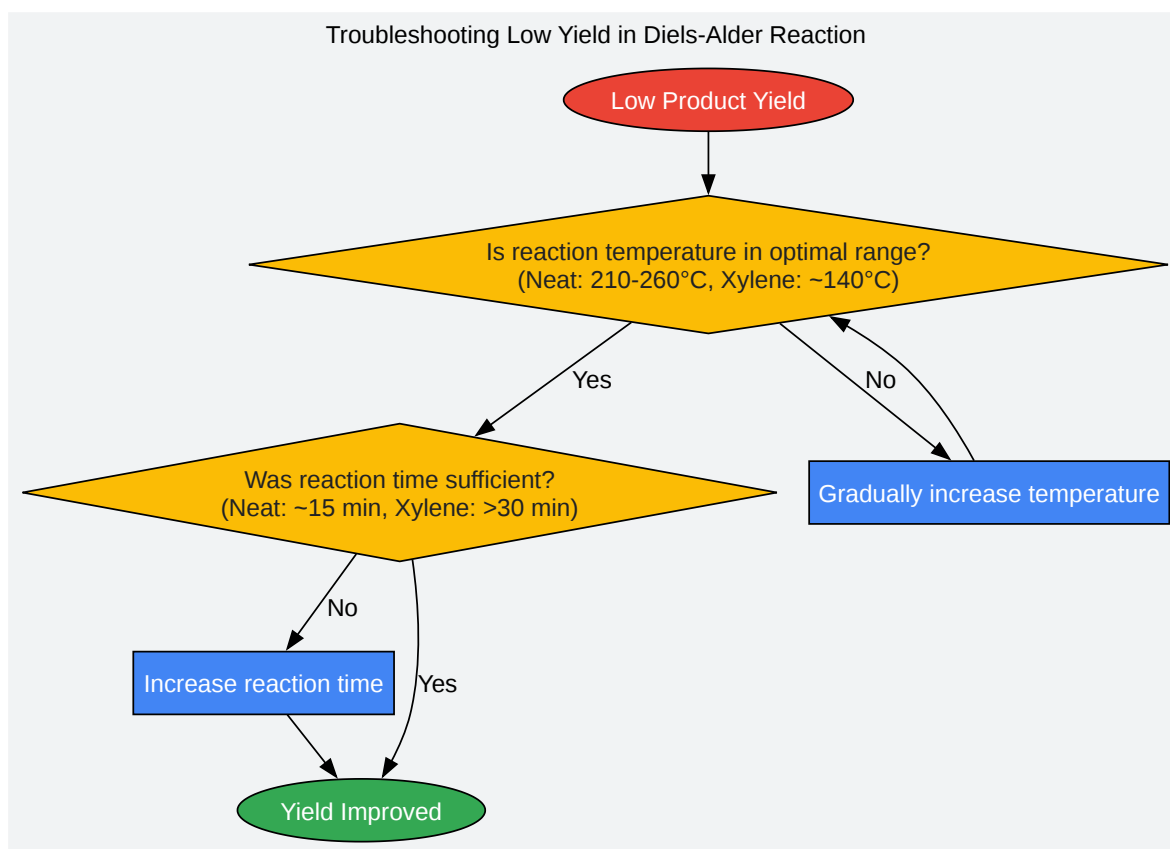 Troubleshooting Low Yield in Diels-Alder Reaction
Low Product Yield
Is reaction temperature in optimal range?
(Neat: 210-260°C, Xylene: ~140°C)
Yes
No
Was reaction time sufficient?
(Neat: ~15 min, Xylene: >30 min)
Gradually increase temperature
No
Increase reaction time
Yes
Yield Improved